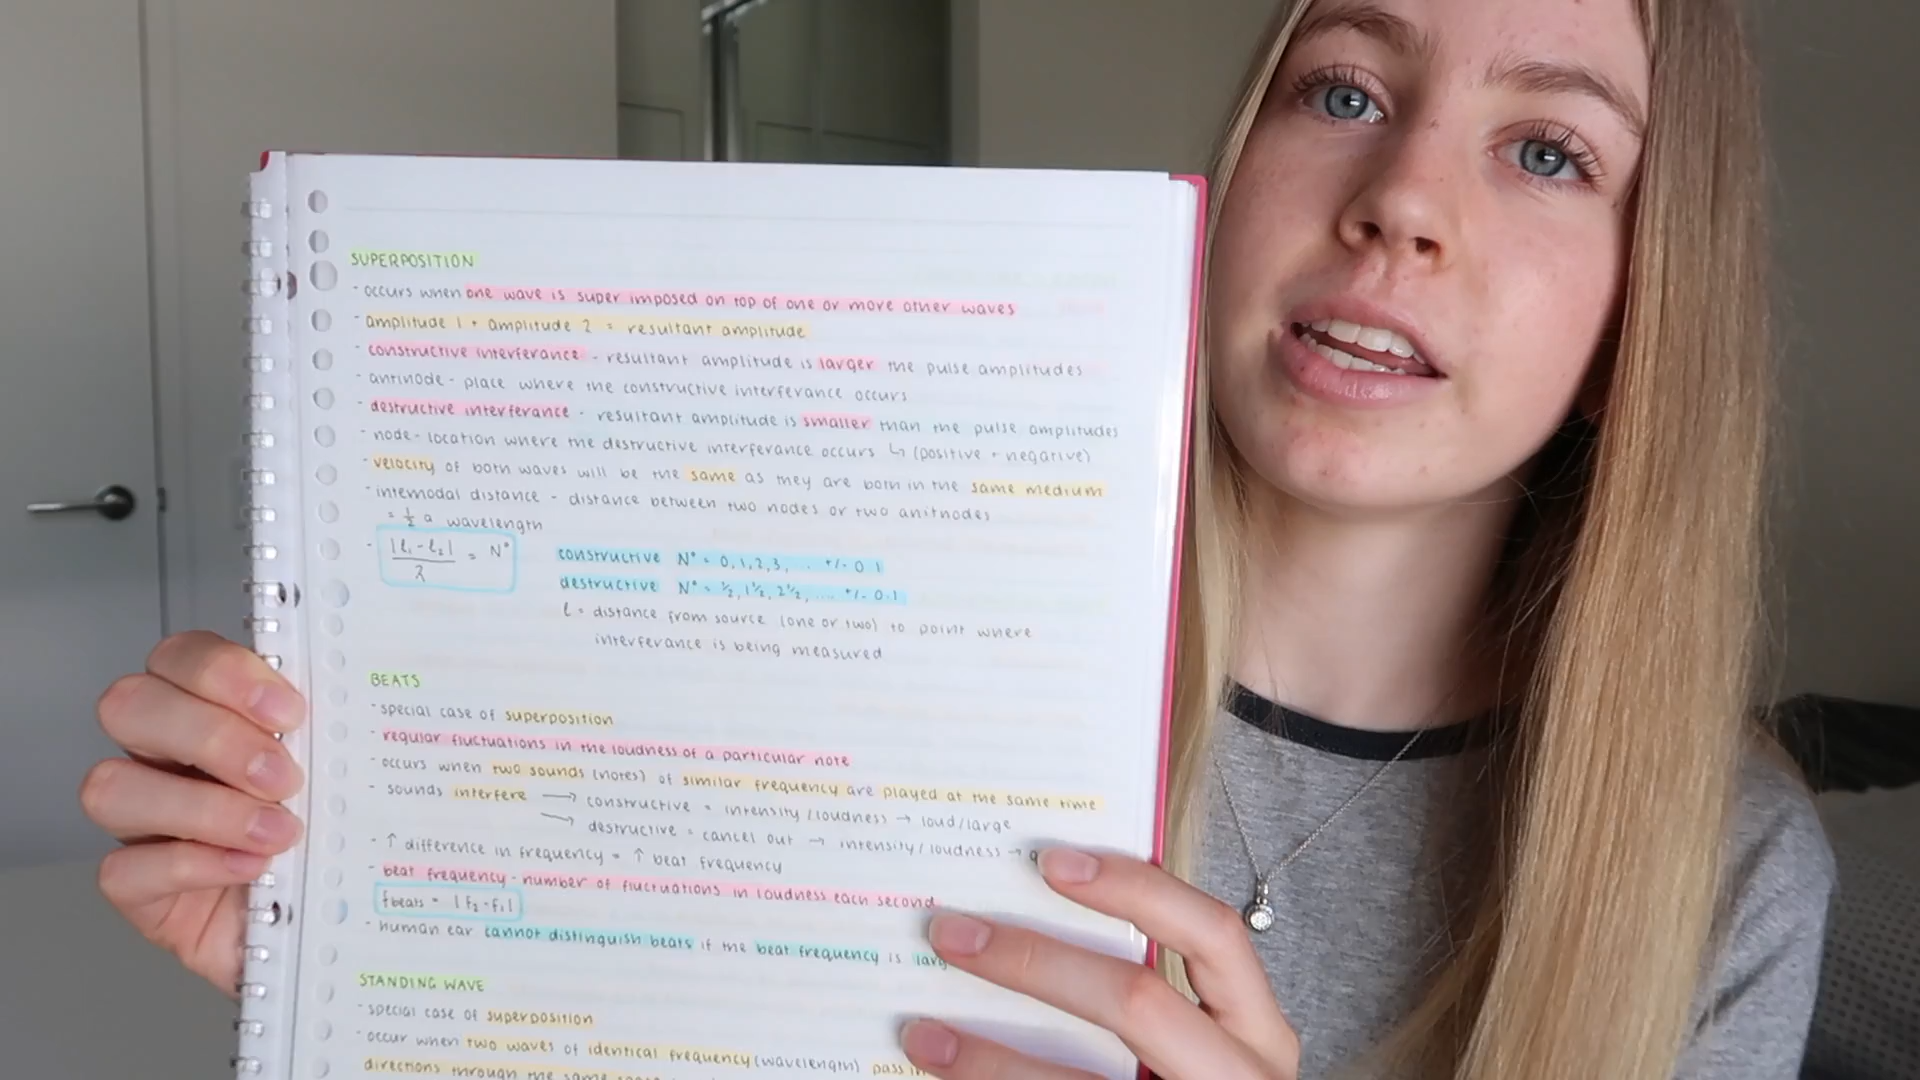 SUPERPOSITION
- occurs when one wave is super imposed on top of one or more other waves
- amplitude 1 + amplitude 2 = resultant amplitude
- constructive interferance - resultant amplitude is larger the pulse amplitudes
- antinode - place where the constructive interferance occurs
- destructive interferance - resultant amplitude is smaller than the pulse amplitudes
- node - location where the destructive interferance occurs ↳ (positive + negative)
- velocity of both waves will be the same as they are both in the same medium
- internodal distance - distance between two nodes or two anitnodes
= ½ a wavelength
- |ℓ₁ - ℓ₂| / λ = N°
constructive N° = 0, 1, 2, 3, ... +/- 0.1
destructive N° = ½, 1½, 2½, .... +/- 0.1
ℓ = distance from source (one or two) to point where
interferance is being measured
BEATS
- special case of superposition
- regular fluctuations in the loudness of a particular note
- occurs when two sounds (notes) of similar frequency are played at the same time
- sounds interfere → constructive = intensity/loudness → loud/large
→ destructive = cancel out → intensity/loudness →
- ↑ difference in frequency = ↑ beat frequency
- beat frequency - number of fluctuations in loudness each second
fbeats = |f₂ - f₁|
- human ear cannot distinguish beats if the beat frequency is
STANDING WAVE
- special case of superposition
- occur when two waves of identical frequency (wavelength) pass
directions through the same